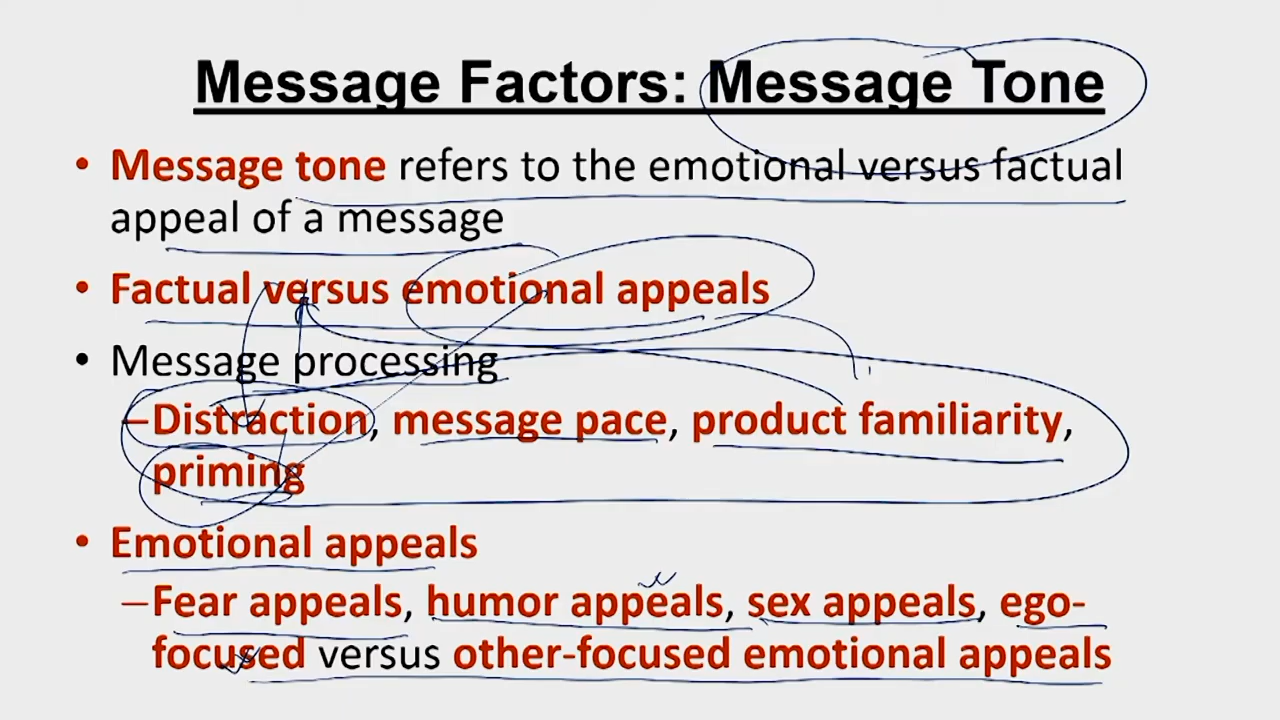 Message Factors: Message Tone
• Message tone refers to the emotional versus factual
appeal of a message
• Factual versus emotional appeals
• Message processing
–Distraction, message pace, product familiarity,
priming
• Emotional appeals
–Fear appeals, humor appeals, sex appeals, ego-
focused versus other-focused emotional appeals